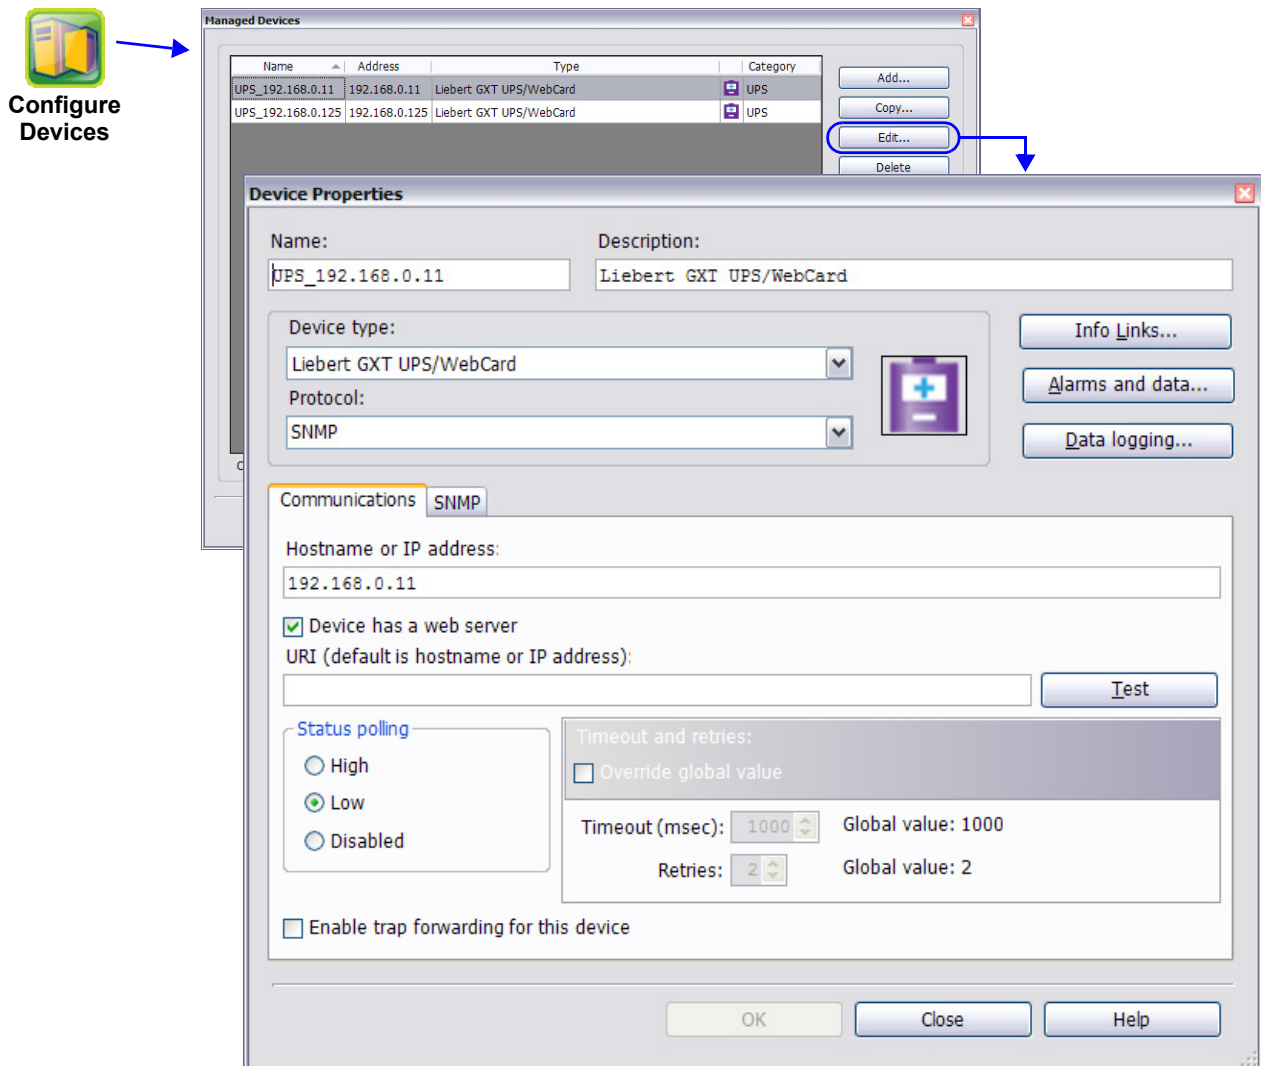 Configure
Devices
Managed Devices
Name Address Type Category
UPS_192.168.0.11 192.168.0.11 Liebert GXT UPS/WebCard UPS
UPS_192.168.0.125 192.168.0.125 Liebert GXT UPS/WebCard UPS
Add...
Copy...
Edit...
Delete
Device Properties
Name: Description:
UPS_192.168.0.11 Liebert GXT UPS/WebCard
Device type:
Liebert GXT UPS/WebCard
Protocol:
SNMP
Info Links...
Alarms and data...
Data logging...
Communications SNMP
Hostname or IP address:
192.168.0.11
Device has a web server
URI (default is hostname or IP address):
Test
Status polling
High
Low
Disabled
Timeout and retries:
Override global value
Timeout (msec): 1000 Global value: 1000
Retries: 2 Global value: 2
Enable trap forwarding for this device
OK Close Help